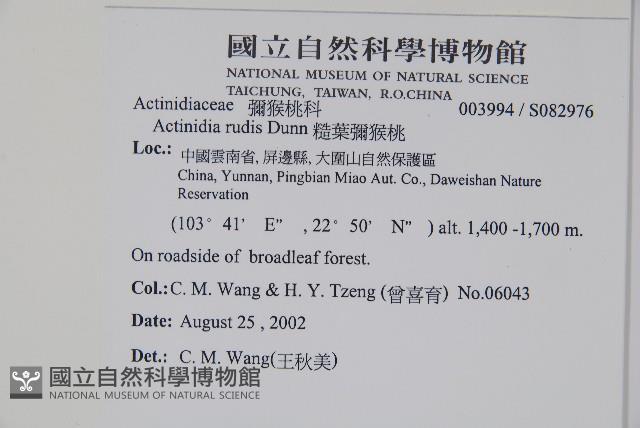 國立自然科學博物館
NATIONAL MUSEUM OF NATURAL SCIENCE
TAICHUNG, TAIWAN, R.O.CHINA
Actinidiaceae 獼猴桃科 003994 / S082976
Actinidia rudis Dunn 糙葉獼猴桃
Loc.: 中國雲南省, 屏邊縣, 大圍山自然保護區
China, Yunnan, Pingbian Miao Aut. Co., Daweishan Nature
Reservation
(103° 41' E" , 22° 50' N" ) alt. 1,400 -1,700 m.
On roadside of broadleaf forest.
Col.: C. M. Wang & H. Y. Tzeng (曾喜育) No.06043
Date: August 25 , 2002
Det.: C. M. Wang(王秋美)
國立自然科學博物館
NATIONAL MUSEUM OF NATURAL SCIENCE